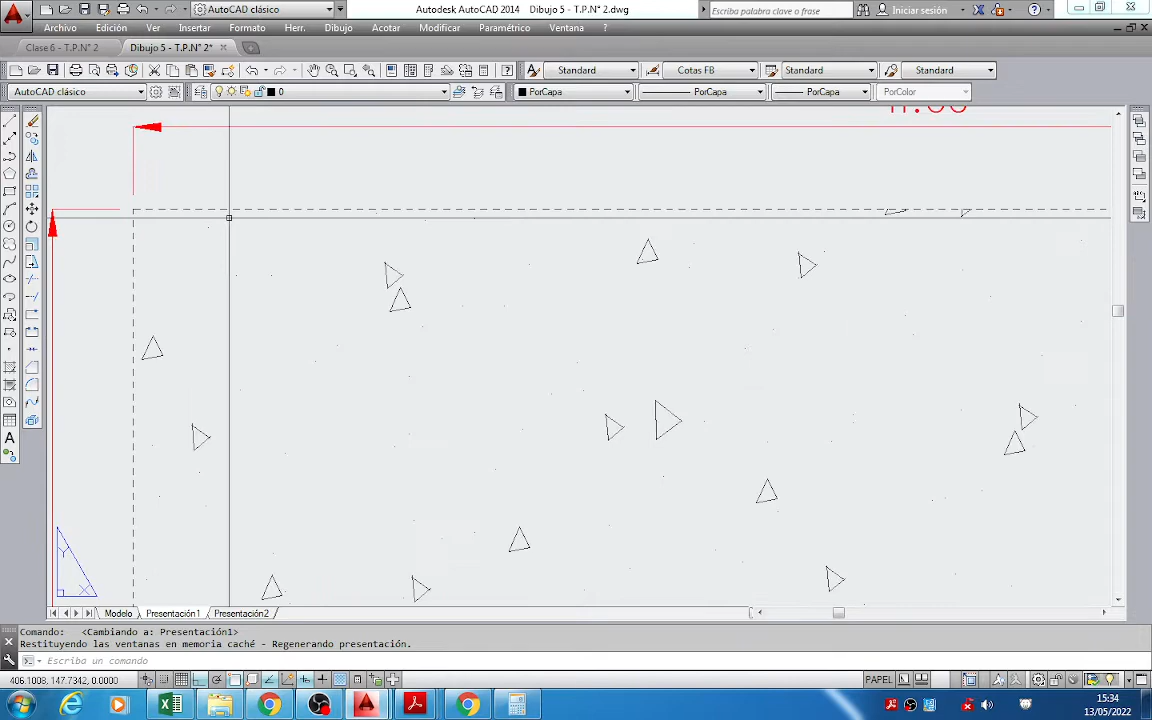 AutoCAD clásico
Autodesk AutoCAD 2014 Dibujo 5 - T.P.N° 2.dwg
Escriba palabra clave o frase
Iniciar sesión
Archivo Edición Ver Insertar Formato Herr. Dibujo Acotar Modificar Paramétrico Ventana ?
Clase 6 - T.P.N° 2
Dibujo 5 - T.P.N° 2*
Standard
Cotas FB
Standard
Standard
AutoCAD clásico
0
PorCapa
PorCapa
PorCapa
PorColor
Y
X
Modelo Presentación1 Presentación2
Comando: <Cambiando a: Presentación1>
Restituyendo las ventanas en memoria caché - Regenerando presentación.
Escriba un comando
406.1008, 147.7342, 0.0000
PAPEL
15:34
13/05/2022